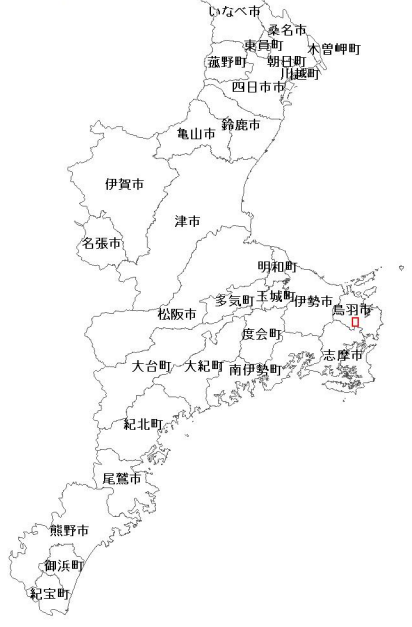 いなべ市
桑名市
東員町
木曽岬町
菰野町
朝日町
川越町
四日市市
鈴鹿市
亀山市
伊賀市
津市
名張市
明和町
多気町
玉城町
伊勢市
鳥羽市
松阪市
度会町
志摩市
大台町
大紀町
南伊勢町
紀北町
尾鷲市
熊野市
御浜町
紀宝町